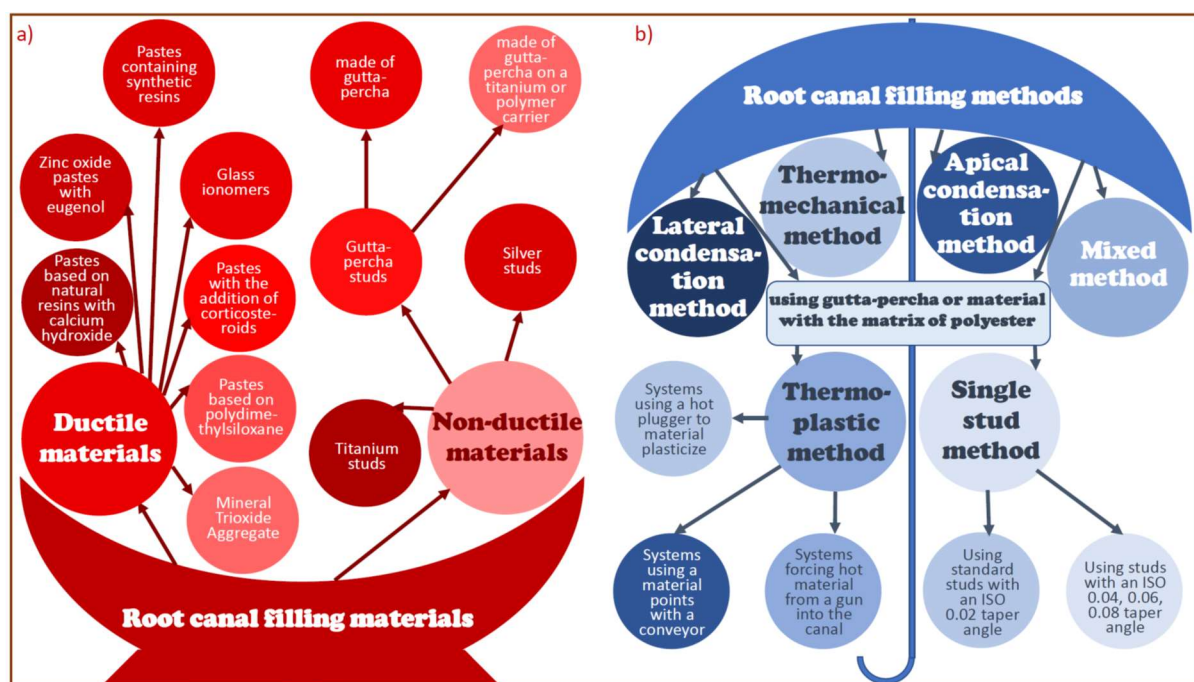 a)
Pastes
containing
synthetic
resins
made of
gutta-
percha
made of
gutta-
percha on a
titanium or
polymer
carrier
Zinc oxide
pastes
with
eugenol
Glass
ionomers
Pastes
based on
natural
resins with
calcium
hydroxide
Pastes
with the
addition of
corticoste-
roids
Gutta-
percha
studs
Silver
studs
Pastes
based on
polydime-
thylsiloxane
Ductile
materials
Titanium
studs
Non-ductile
materials
Mineral
Trioxide
Aggregate
Root canal filling materials
b)
Root canal filling methods
Lateral
condensa-
tion
method
Thermo-
mechanical
method
Apical
condensa-
tion
method
Mixed
method
using gutta-percha or material
with the matrix of polyester
Systems
using a hot
plugger to
material
plasticize
Thermo-
plastic
method
Single
stud
method
Systems
using a
material
points
with a
conveyor
Systems
forcing hot
material
from a gun
into the
canal
Using
standard
studs with
an ISO
0.02 taper
angle
Using studs
with an ISO
0.04, 0.06,
0.08 taper
angle